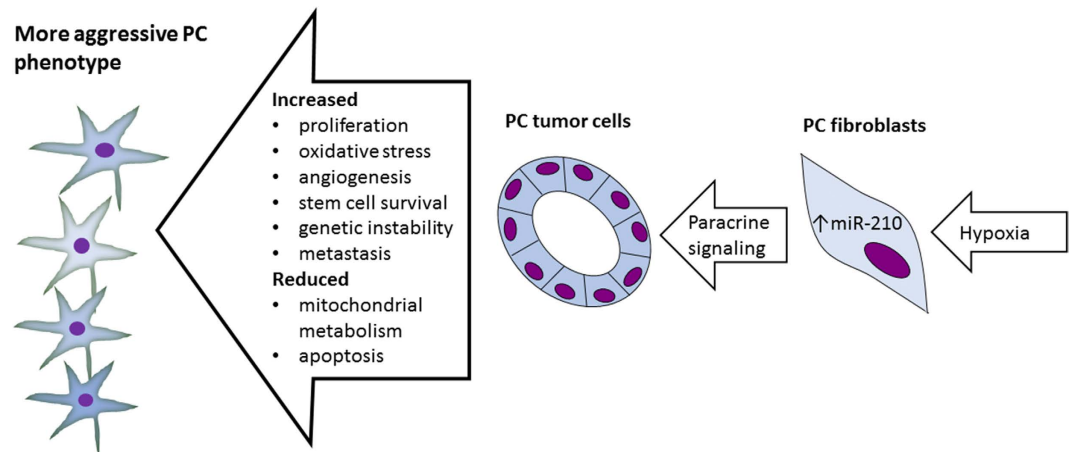 More aggressive PC
phenotype
Increased
• proliferation
• oxidative stress
• angiogenesis
• stem cell survival
• genetic instability
• metastasis
Reduced
• mitochondrial
metabolism
• apoptosis
PC tumor cells
Paracrine
signaling
PC fibroblasts
↑miR-210
Hypoxia